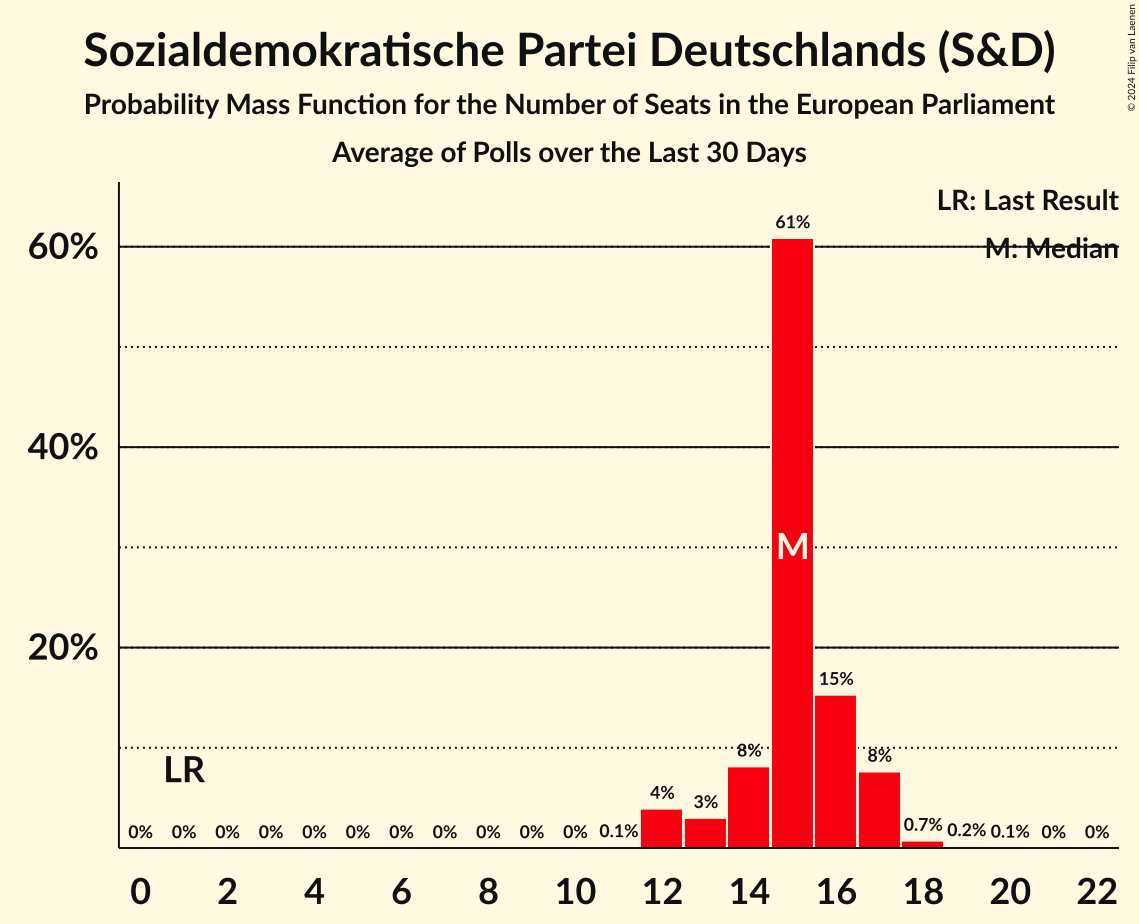 Sozialdemokratische Partei Deutschlands (S&D)
Probability Mass Function for the Number of Seats in the European Parliament
Average of Polls over the Last 30 Days
© 2024 Filip van Laenen
LR: Last Result
M: Median
60%
40%
20%
61%
M
15%
8%
8%
LR
4%
3%
0% 0% 0% 0% 0% 0% 0% 0% 0% 0% 0% 0.1% 0.7% 0.2% 0.1% 0% 0%
0 2 4 6 8 10 12 14 16 18 20 22